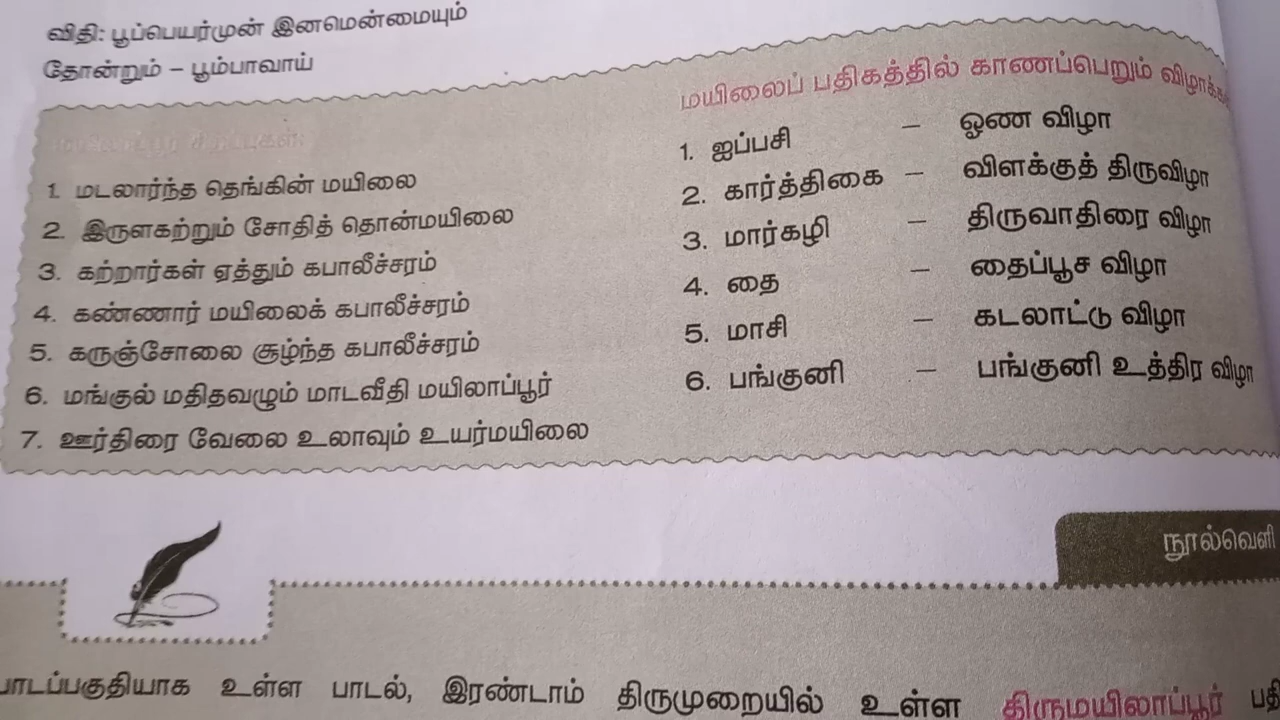 விதி: பூப்பெயர்முன் இனமென்மையும்
தோன்றும் – பூம்பாவாய்
1. மடலார்ந்த தெங்கின் மயிலை
2. இருளகற்றும் சோதித் தொன்மயிலை
3. கற்றார்கள் ஏத்தும் கபாலீச்சரம்
4. கண்ணார் மயிலைக் கபாலீச்சரம்
5. கருஞ்சோலை சூழ்ந்த கபாலீச்சரம்
6. மங்குல் மதிதவழும் மாடவீதி மயிலாப்பூர்
7. ஊர்திரை வேலை உலாவும் உயர்மயிலை
மயிலைப் பதிகத்தில் காணப்பெறும்
1. ஐப்பசி – ஓண விழா
2. கார்த்திகை – விளக்குத் திருவிழா
3. மார்கழி – திருவாதிரை விழா
4. தை – தைப்பூச விழா
5. மாசி – கடலாட்டு விழா
6. பங்குனி – பங்குனி உத்திர விழா
நூல்வெளி
பாடப்பகுதியாக உள்ள பாடல், இரண்டாம் திருமுறையில் உள்ள திருமயிலாப்பூர்